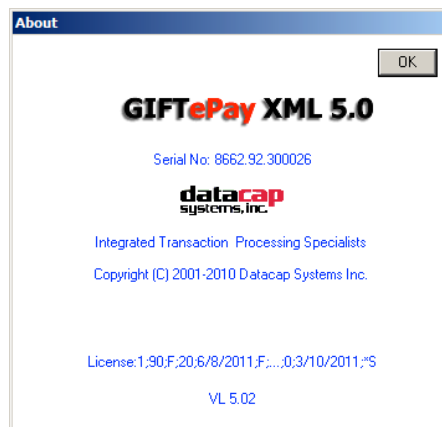 About
OK
GIFTePay XML 5.0
Serial No: 8662.92.300026
datacap
systems, inc.
Integrated Transaction Processing Specialists
Copyright (C) 2001-2010 Datacap Systems Inc.
License:1;90;F;20;6/8/2011;F;...;0;3/10/2011;*S
VL 5.02